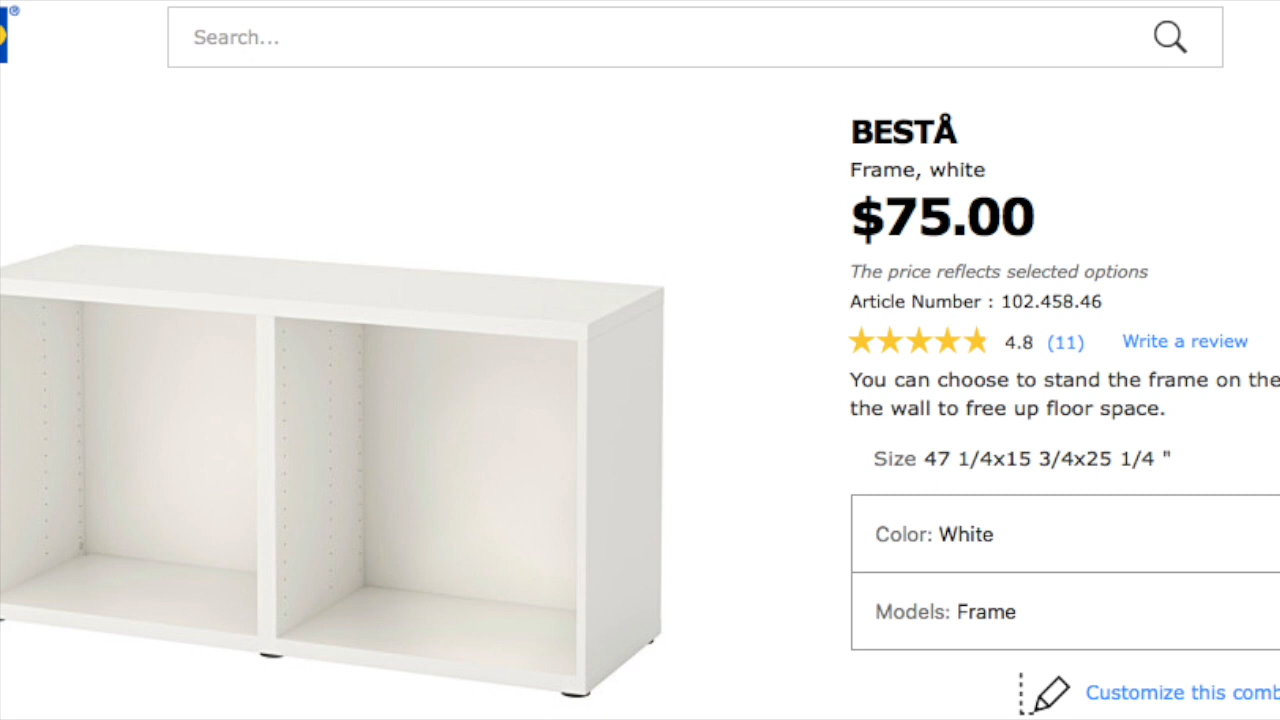 ®
Search...
BESTÅ
Frame, white
$75.00
The price reflects selected options
Article Number : 102.458.46
4.8 (11) Write a review
You can choose to stand the frame on the
the wall to free up floor space.
Size 47 1/4x15 3/4x25 1/4 "
Color: White
Models: Frame
Customize this comb